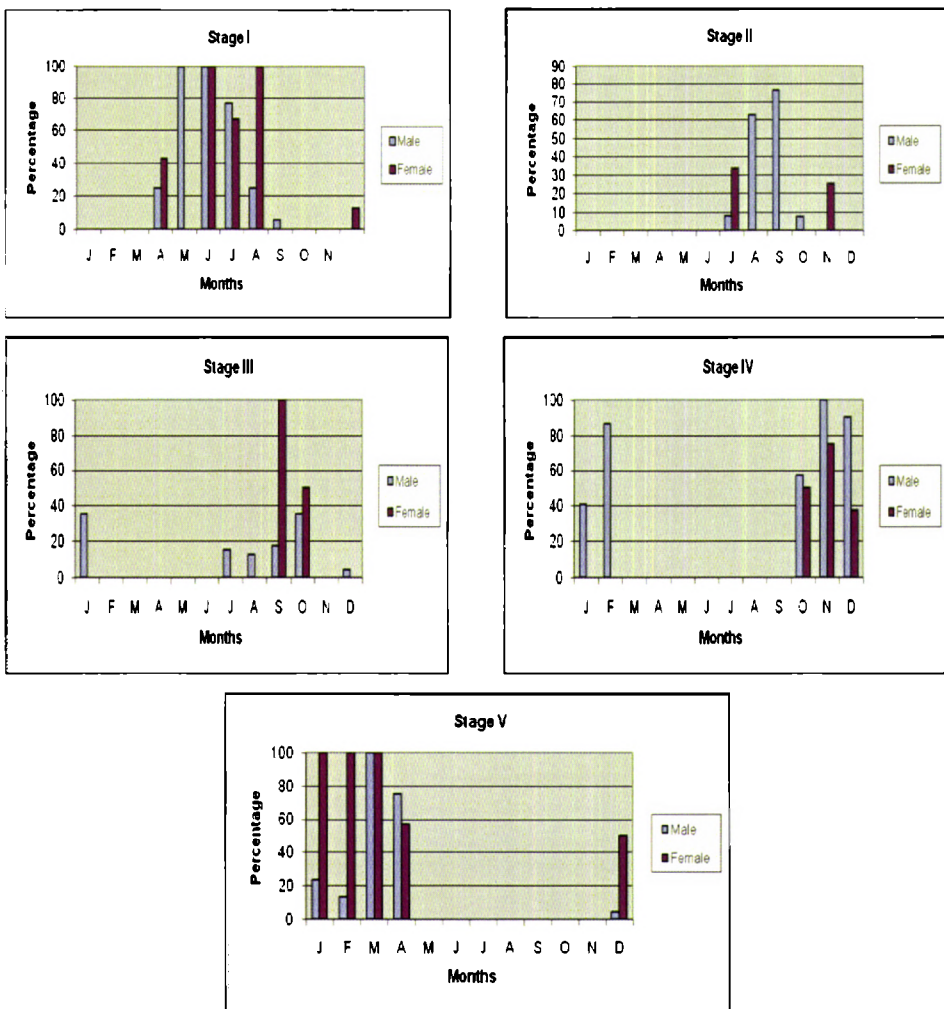 Stage I
Percentage
100
80
60
40
20
0
J F M A M J J A S O N
Months
Male
Female
Stage II
Percentage
90
80
70
60
50
40
30
20
10
0
J F M A M J J A S O N D
Months
Male
Female
Stage III
Percentage
100
80
60
40
20
0
J F M A M J J A S O N D
Months
Male
Female
Stage IV
Percentage
100
80
60
40
20
0
J F M A M J J A S O N D
Months
Male
Female
Stage V
Percentage
100
80
60
40
20
0
J F M A M J J A S O N D
Months
Male
Female